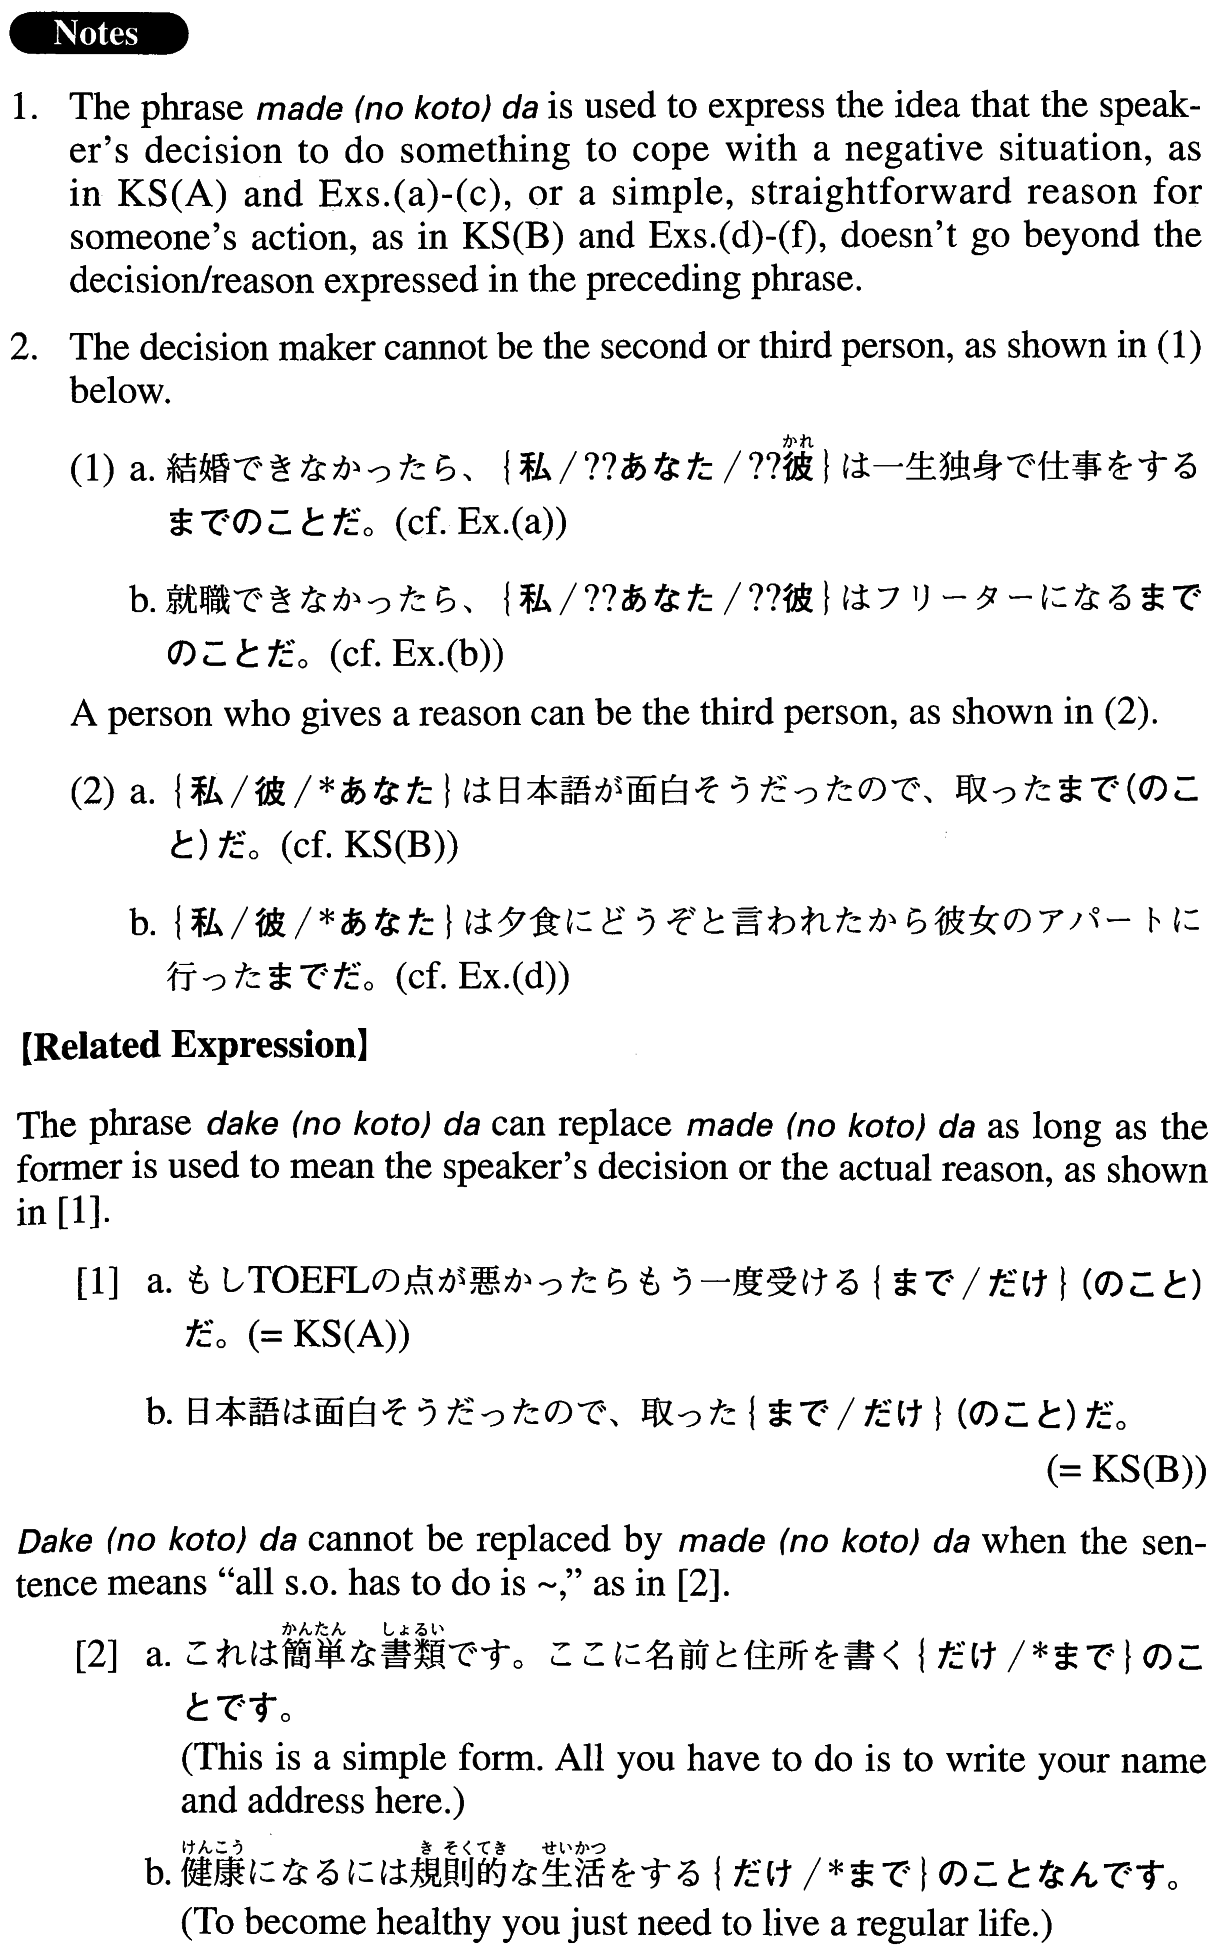 Notes
1. The phrase made (no koto) da is used to express the idea that the speak-
er's decision to do something to cope with a negative situation, as
in KS(A) and Exs.(a)-(c), or a simple, straightforward reason for
someone's action, as in KS(B) and Exs.(d)-(f), doesn't go beyond the
decision/reason expressed in the preceding phrase.
2. The decision maker cannot be the second or third person, as shown in (1)
below.
かれ
(1) a. 結婚できなかったら、{私/??あなた/??彼}は一生独身で仕事をする
までのことだ。(cf. Ex.(a))
b. 就職できなかったら、{私/??あなた/??彼}はフリーターになるまで
のことだ。(cf. Ex.(b))
A person who gives a reason can be the third person, as shown in (2).
(2) a. {私/彼/*あなた}は日本語が面白そうだったので、取ったまで(のこ
と)だ。(cf. KS(B))
b. {私/彼/*あなた}は夕食にどうぞと言われたから彼女のアパートに
行ったまでだ。(cf. Ex.(d))
【Related Expression】
The phrase dake (no koto) da can replace made (no koto) da as long as the
former is used to mean the speaker's decision or the actual reason, as shown
in [1].
[1] a. もしTOEFLの点が悪かったらもう一度受ける{まで/だけ}(のこと)
だ。(= KS(A))
b. 日本語は面白そうだったので、取った{まで/だけ}(のこと)だ。
(= KS(B))
Dake (no koto) da cannot be replaced by made (no koto) da when the sen-
tence means “all s.o. has to do is ~,” as in [2].
かんたん しょるい
[2] a. これは簡単な書類です。ここに名前と住所を書く{だけ/*まで}のこ
とです。
(This is a simple form. All you have to do is to write your name
and address here.)
けんこう きそくてき せいかつ
b. 健康になるには規則的な生活をする{だけ/*まで}のことなんです。
(To become healthy you just need to live a regular life.)